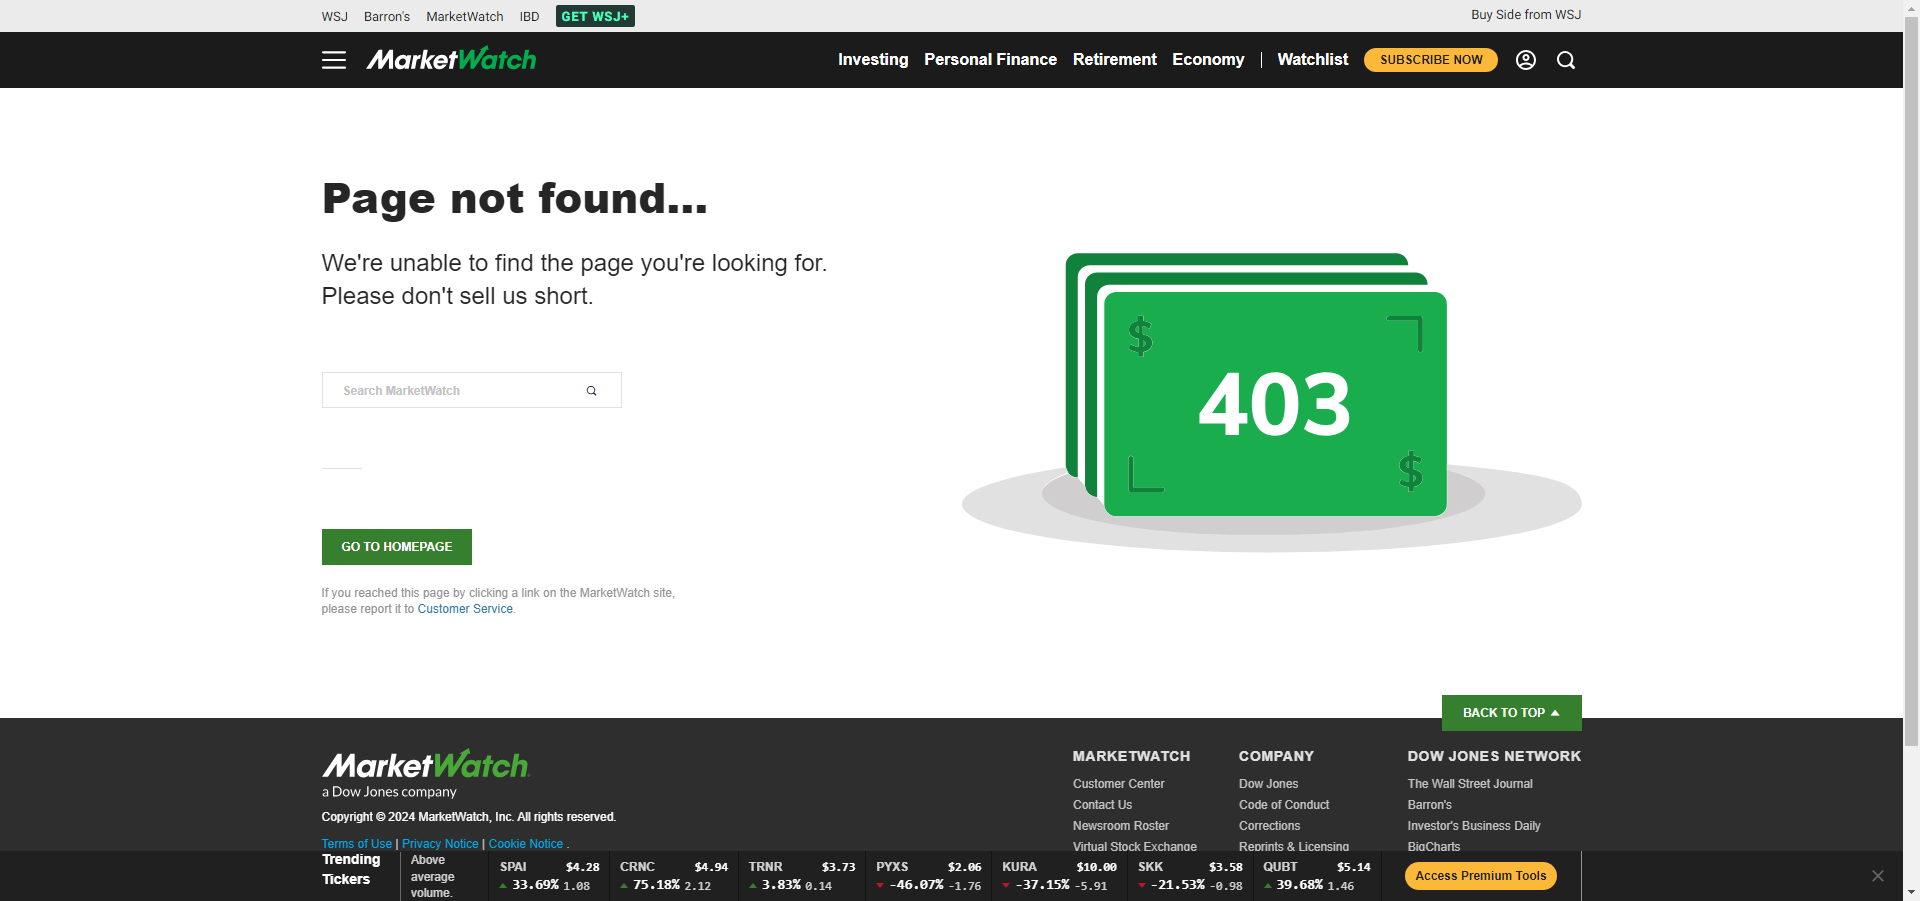 WSJ Barron's MarketWatch IBD GET WSJ+ Buy Side from WSJ
MarketWatch Investing Personal Finance Retirement Economy | Watchlist SUBSCRIBE NOW
Page not found...
We're unable to find the page you're looking for.
Please don't sell us short.
$
403
$
Search MarketWatch
GO TO HOMEPAGE
If you reached this page by clicking a link on the MarketWatch site,
please report it to Customer Service.
BACK TO TOP
MarketWatch
a Dow Jones company
Copyright © 2024 MarketWatch, Inc. All rights reserved.
Terms of Use | Privacy Notice | Cookie Notice .
MARKETWATCH
Customer Center
Contact Us
Newsroom Roster
Virtual Stock Exchange
COMPANY
Dow Jones
Code of Conduct
Corrections
Reprints & Licensing
DOW JONES NETWORK
The Wall Street Journal
Barron's
Investor's Business Daily
BigCharts
Trending
Tickers
Above
average
volume.
SPAI $4.28
33.69% 1.08
CRNC $4.94
75.18% 2.12
TRNR $3.73
3.83% 0.14
PYXS $2.06
-46.07% -1.76
KURA $10.00
-37.15% -5.91
SKK $3.58
-21.53% -0.98
QUBT $5.14
39.68% 1.46
Access Premium Tools